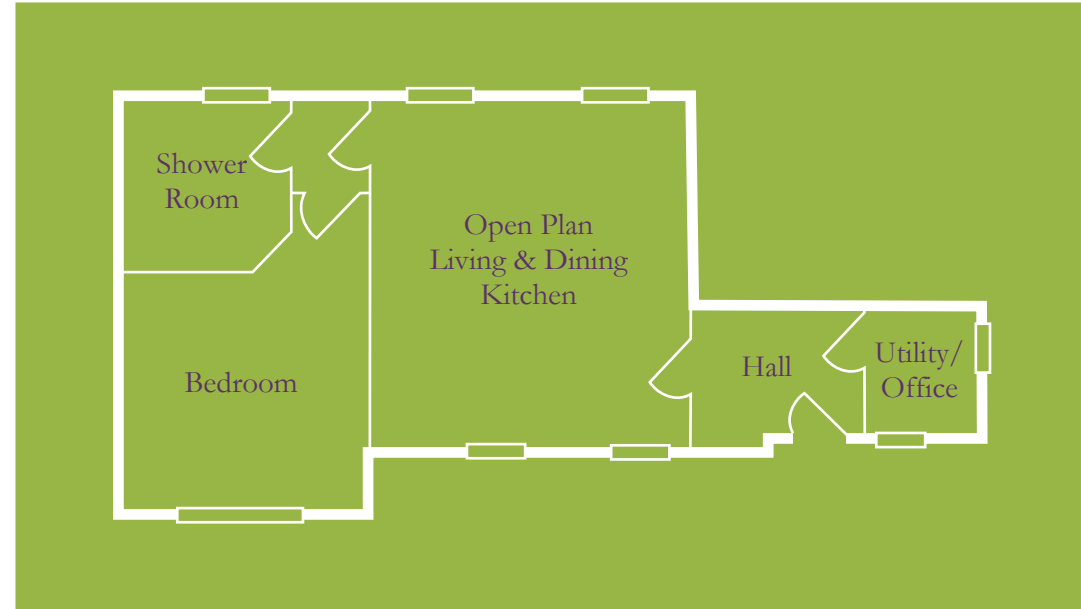 Shower
Room
Open Plan
Living & Dining
Kitchen
Bedroom
Hall
Utility/
Office